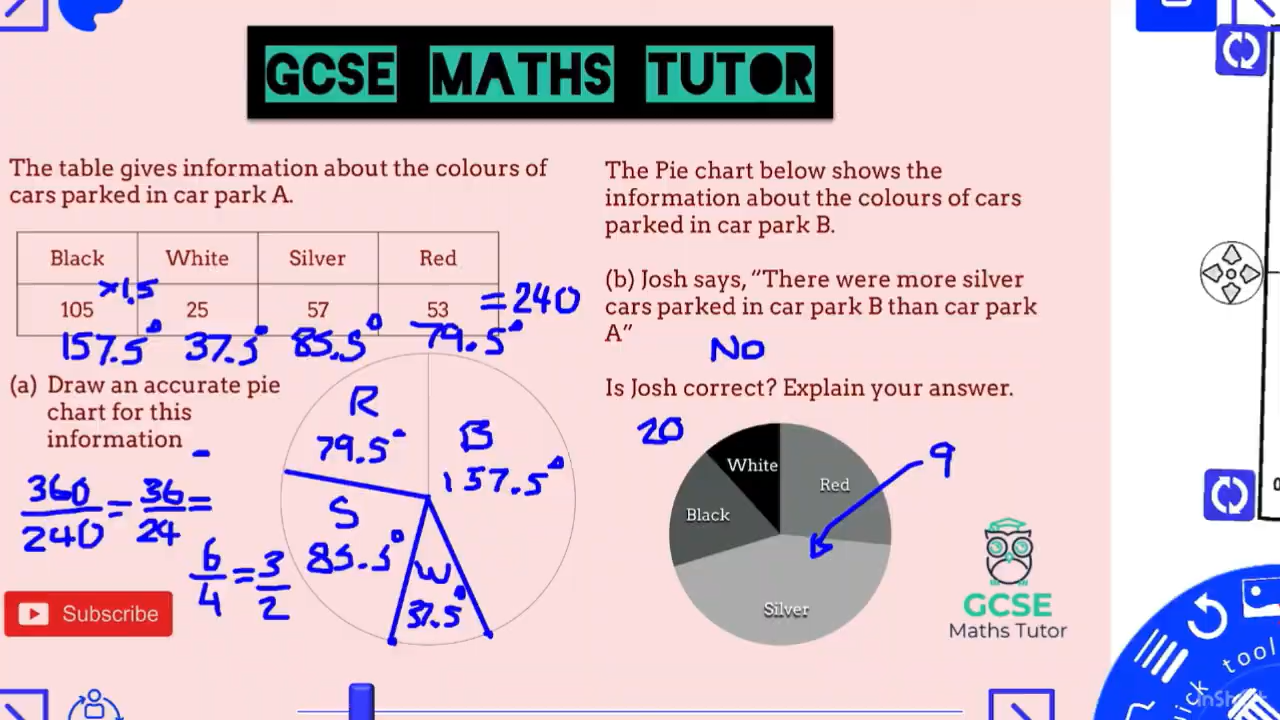 GCSE MATHS TUTOR
The table gives information about the colours of
cars parked in car park A.
Black White Silver Red
×1.5
105 25 57 53 = 240
157.5° 37.5° 85.5° 79.5°
(a) Draw an accurate pie
chart for this
information
360/240 = 36/24 =
6/4 = 3/2
R
79.5°
B
157.5°
S
85.5°
W
37.5°
Subscribe
The Pie chart below shows the
information about the colours of cars
parked in car park B.
(b) Josh says, “There were more silver
cars parked in car park B than car park
A”
No
Is Josh correct? Explain your answer.
20
9
White
Red
Black
Silver
GCSE
Maths Tutor
tool
InShot